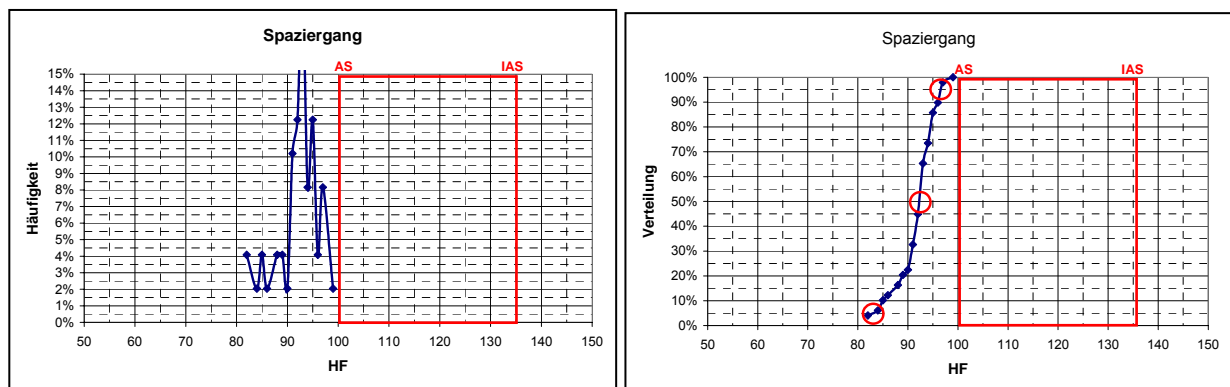 Spaziergang
AS IAS
15%
14%
13%
12%
11%
10%
9%
8%
7%
6%
5%
4%
3%
2%
1%
0%
Häufigkeit
50 60 70 80 90 100 110 120 130 140 150
HF
Spaziergang
AS IAS
100%
90%
80%
70%
60%
50%
40%
30%
20%
10%
0%
Verteilung
50 60 70 80 90 100 110 120 130 140 150
HF